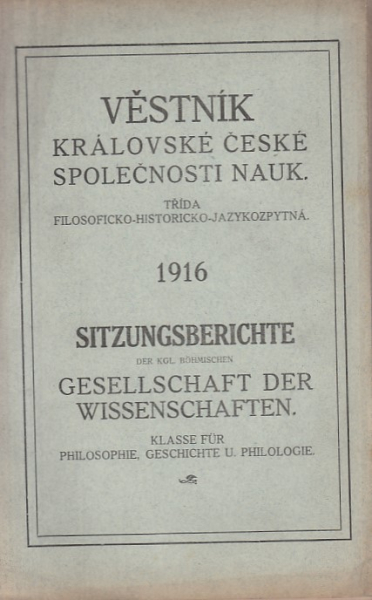 VĚSTNÍK
KRÁLOVSKÉ ČESKÉ
SPOLEČNOSTI NAUK.
TŘÍDA
FILOSOFICKO-HISTORICKO-JAZYKOZPYTNÁ.
1916
SITZUNGSBERICHTE
DER KGL. BÖHMISCHEN
GESELLSCHAFT DER
WISSENSCHAFTEN.
KLASSE FÜR
PHILOSOPHIE, GESCHICHTE U. PHILOLOGIE.